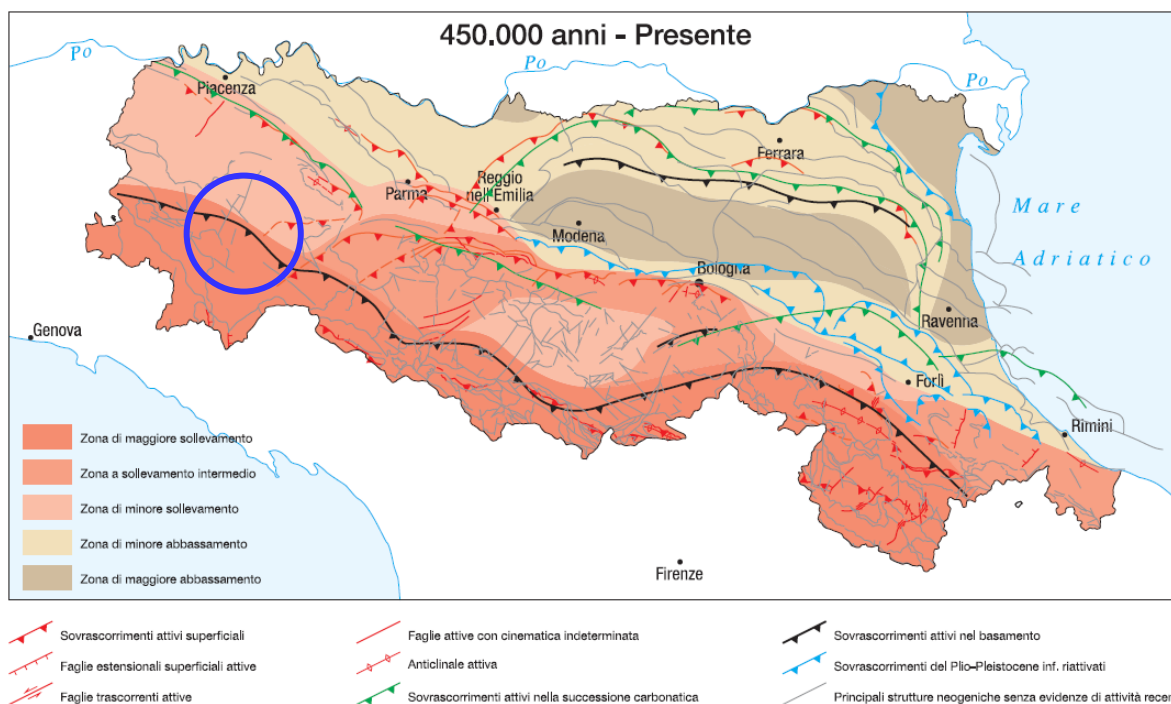 450.000 anni - Presente
Po
Piacenza
Po
Po
Ferrara
Reggio
nell'Emilia
Parma
Modena
Mare
Adriatico
Bologna
Ravenna
Genova
Forlì
Rimini
Firenze
Zona di maggiore sollevamento
Zona a sollevamento intermedio
Zona di minore sollevamento
Zona di minore abbassamento
Zona di maggiore abbassamento
Sovrascorrimenti attivi superficiali
Faglie estensionali superficiali attive
Faglie trascorrenti attive
Faglie attive con cinematica indeterminata
Anticlinale attiva
Sovrascorrimenti attivi nella successione carbonatica
Sovrascorrimenti attivi nel basamento
Sovrascorrimenti del Plio-Pleistocene inf. riattivati
Principali strutture neogeniche senza evidenze di attività recen